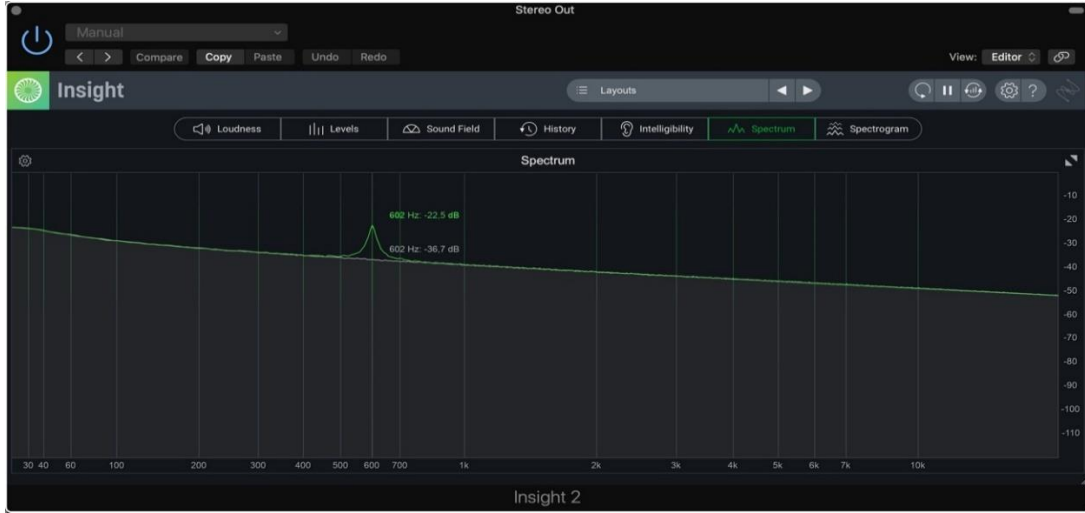 Stereo Out
Manual
Compare Copy Paste Undo Redo View: Editor
Insight Layouts ?
Loudness Levels Sound Field History Intelligibility Spectrum Spectrogram
Spectrum
602 Hz: -22.5 dB
602 Hz: -36.7 dB
-10
-20
-30
-40
-50
-60
-70
-80
-90
-100
-110
30 40 60 100 200 300 400 500 600 700 1k 2k 3k 4k 5k 6k 7k 10k
Insight 2